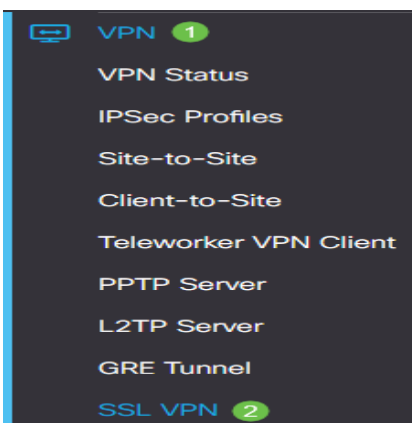 VPN 1
VPN Status
IPSec Profiles
Site-to-Site
Client-to-Site
Teleworker VPN Client
PPTP Server
L2TP Server
GRE Tunnel
SSL VPN 2